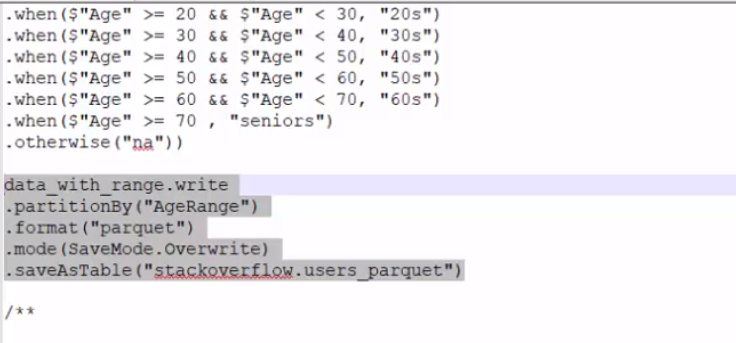 .when($"Age" >= 20 && $"Age" < 30, "20s")
.when($"Age" >= 30 && $"Age" < 40, "30s")
.when($"Age" >= 40 && $"Age" < 50, "40s")
.when($"Age" >= 50 && $"Age" < 60, "50s")
.when($"Age" >= 60 && $"Age" < 70, "60s")
.when($"Age" >= 70 , "seniors")
.otherwise("na"))
data_with_range.write
.partitionBy("AgeRange")
.format("parquet")
.mode(SaveMode.Overwrite)
.saveAsTable("stackoverflow.users_parquet")
/**